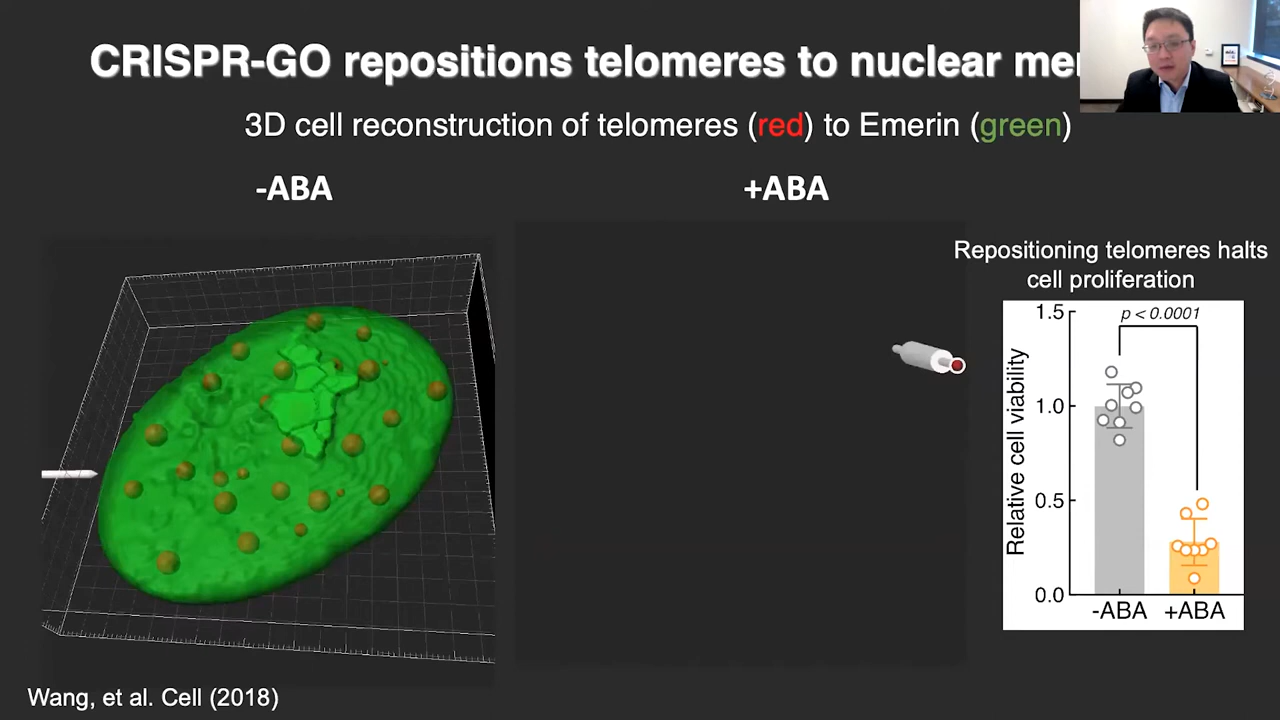 CRISPR-GO repositions telomeres to nuclear
3D cell reconstruction of telomeres (red) to Emerin (green)
-ABA
+ABA
Repositioning telomeres halts
cell proliferation
p < 0.0001
1.5
1.0
0.5
0.0
Relative cell viability
-ABA +ABA
Wang, et al. Cell (2018)